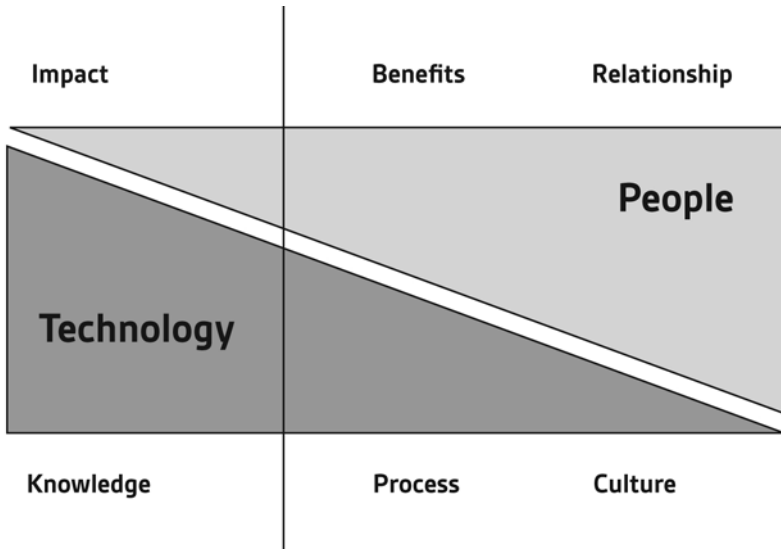 Impact Benefits Relationship
People
Technology
Knowledge Process Culture